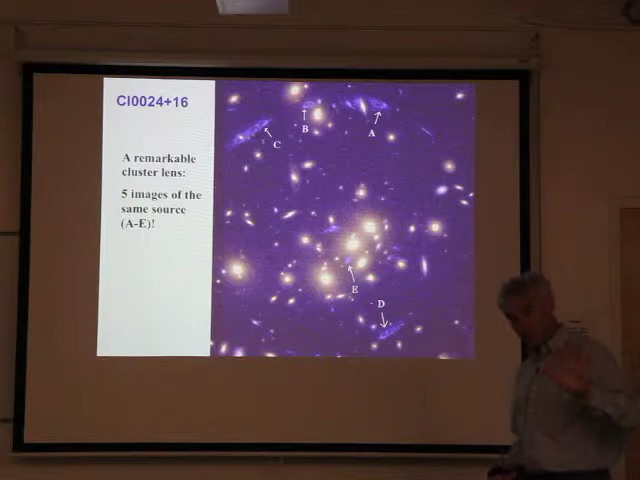 Cl0024+16
A remarkable
cluster lens:
5 images of the
same source
(A-E)!
B
A
C
E
D